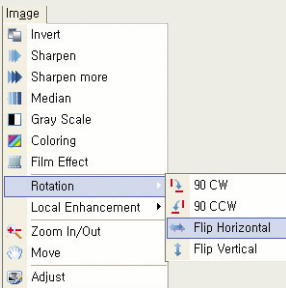 Image
Invert
Sharpen
Sharpen more
Median
Gray Scale
Coloring
Film Effect
Rotation
90 CW
Local Enhancement
90 CCW
Flip Horizontal
Zoom In/Out
Flip Vertical
Move
Adjust